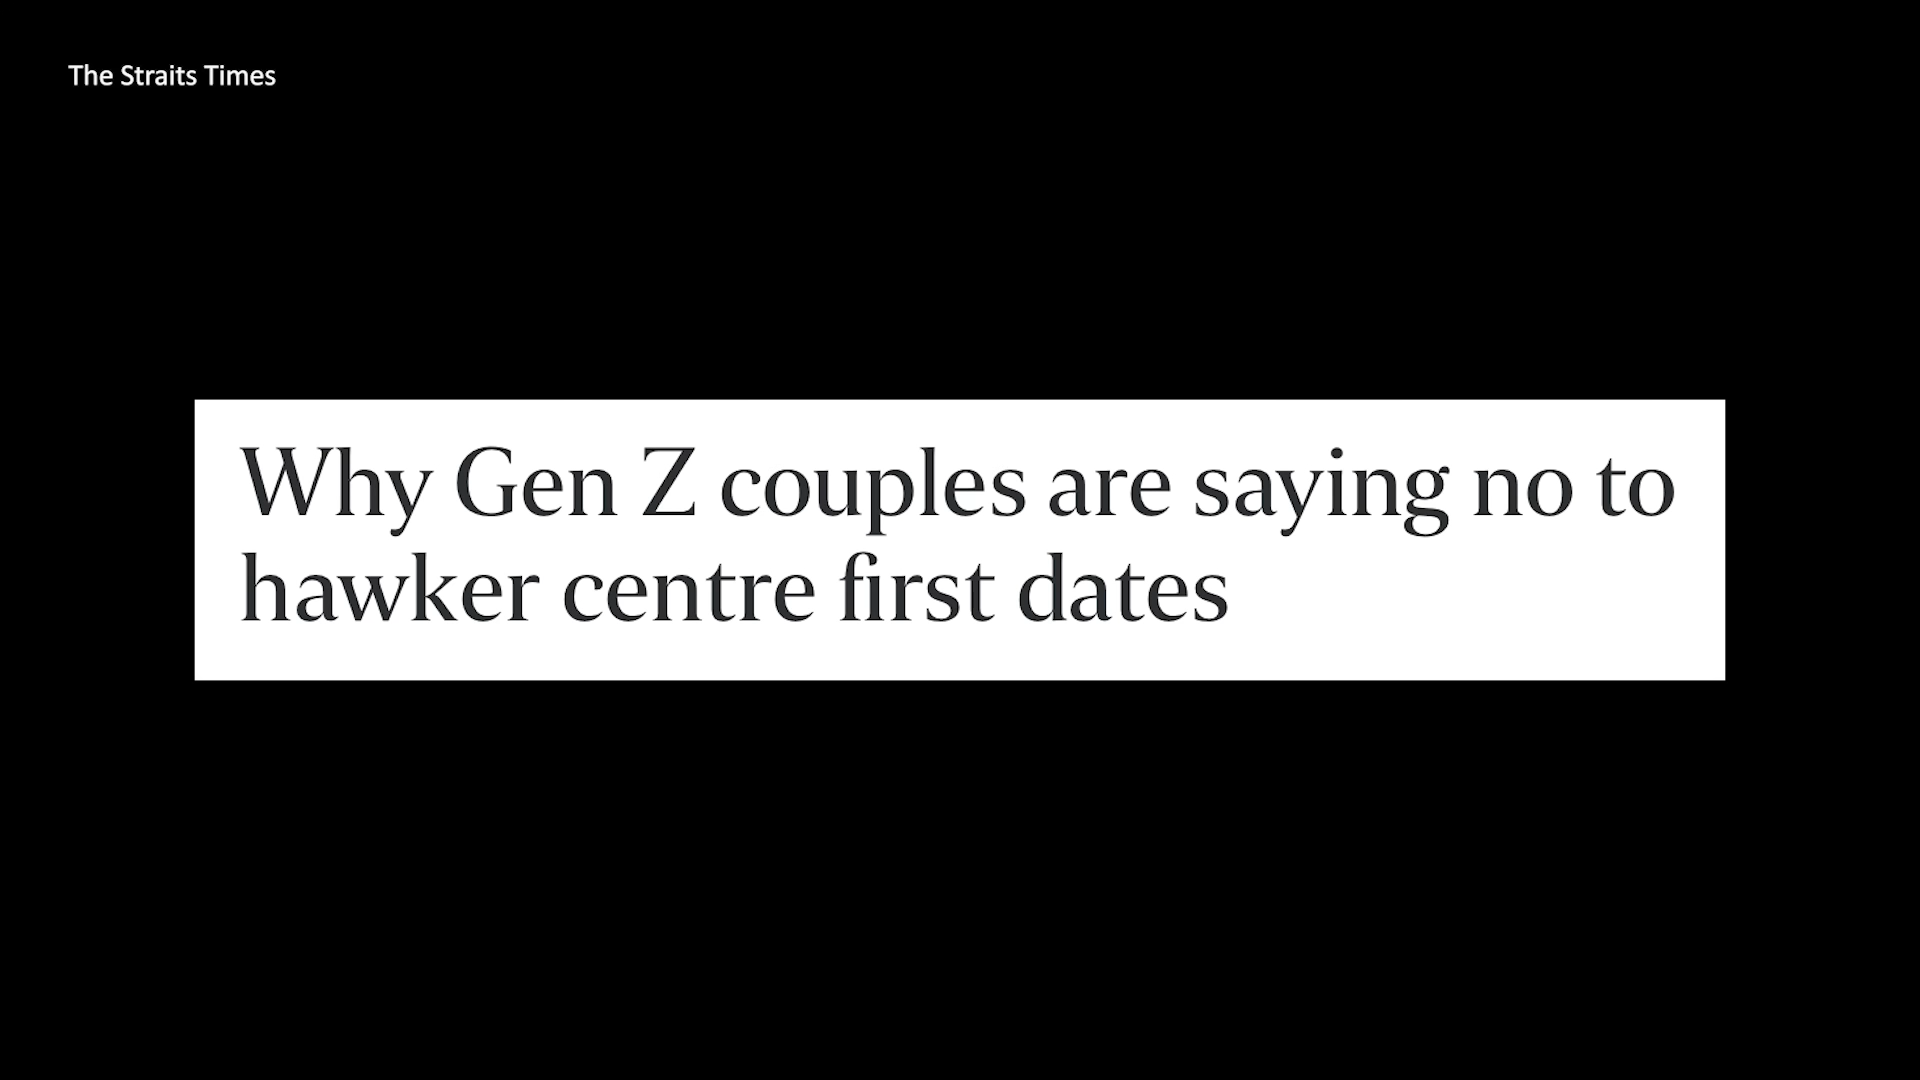 The Straits Times
Why Gen Z couples are saying no to
hawker centre first dates